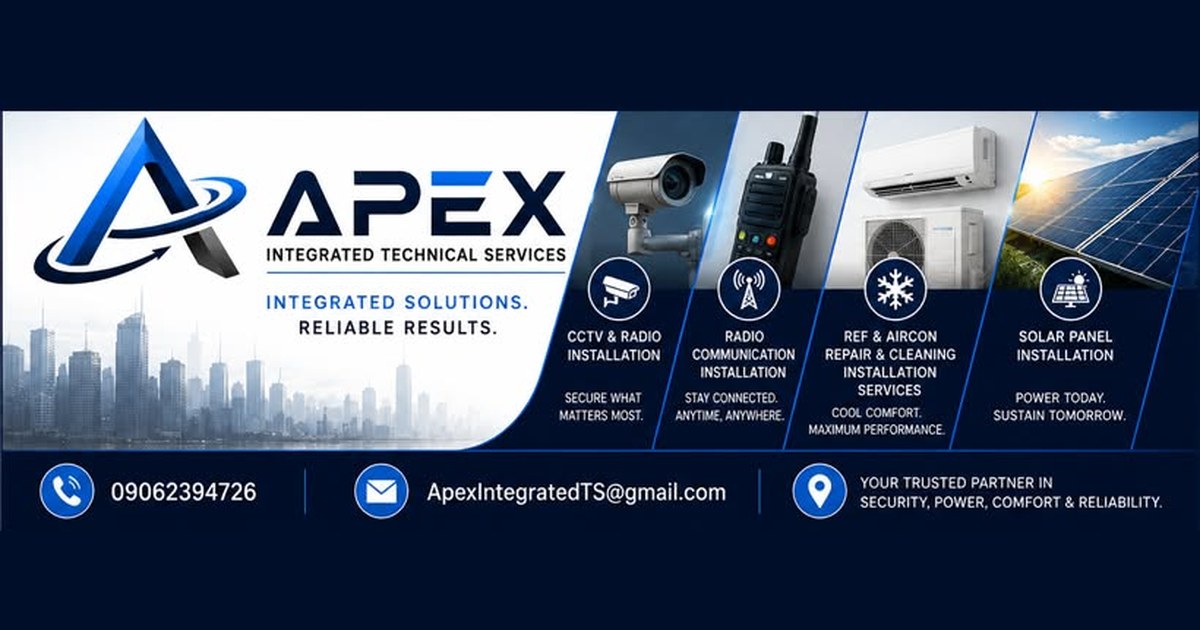 APEX
INTEGRATED TECHNICAL SERVICES
INTEGRATED SOLUTIONS.
RELIABLE RESULTS.
CCTV & RADIO
INSTALLATION
SECURE WHAT
MATTERS MOST.
RADIO
COMMUNICATION
INSTALLATION
STAY CONNECTED.
ANYTIME, ANYWHERE.
REF & AIRCON
REPAIR & CLEANING
INSTALLATION
SERVICES
COOL COMFORT.
MAXIMUM PERFORMANCE.
SOLAR PANEL
INSTALLATION
POWER TODAY.
SUSTAIN TOMORROW.
09062394726
ApexIntegratedTS@gmail.com
YOUR TRUSTED PARTNER IN
SECURITY, POWER, COMFORT & RELIABILITY.